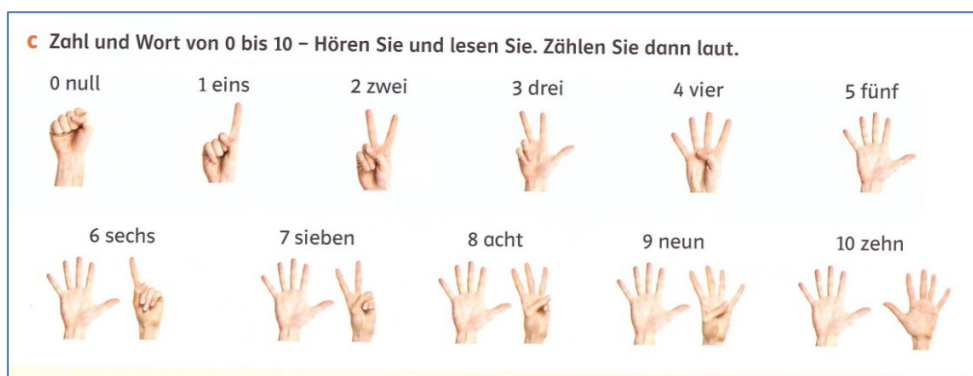 c Zahl und Wort von 0 bis 10 – Hören Sie und lesen Sie. Zählen Sie dann laut.
0 null 1 eins 2 zwei 3 drei 4 vier 5 fünf
6 sechs 7 sieben 8 acht 9 neun 10 zehn